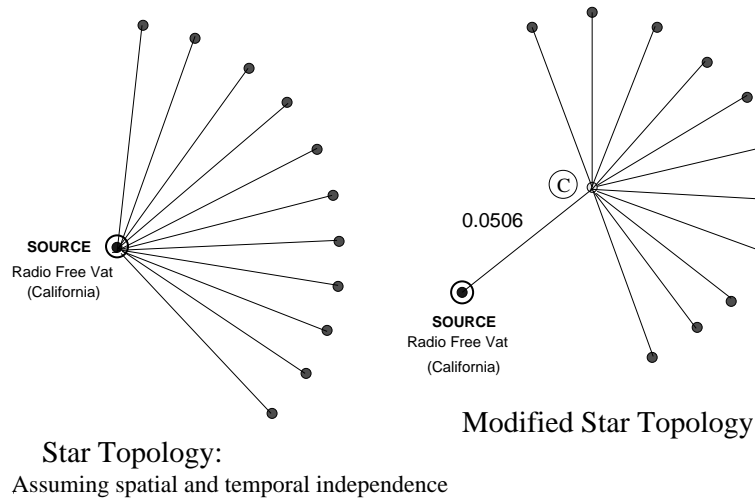 SOURCE
Radio Free Vat
(California)
Star Topology:
Assuming spatial and temporal independence
C
0.0506
SOURCE
Radio Free Vat
(California)
Modified Star Topology